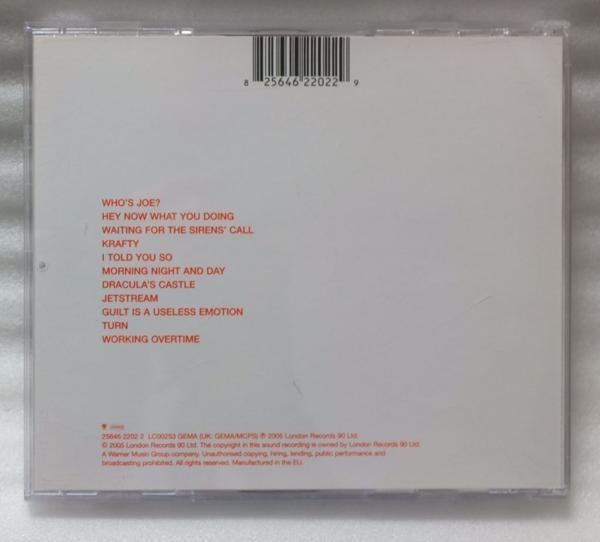 8 25646 22022 9
WHO'S JOE?
HEY NOW WHAT YOU DOING
WAITING FOR THE SIRENS' CALL
KRAFTY
I TOLD YOU SO
MORNING NIGHT AND DAY
DRACULA'S CASTLE
JETSTREAM
GUILT IS A USELESS EMOTION
TURN
WORKING OVERTIME
25646 2202 2 LC00253 GEMA (UK: GEMA/MCPS) ℗ 2005 London Records 90 Ltd.
© 2005 London Records 90 Ltd. The copyright in this sound recording is owned by London Records 90 Ltd.
A Warner Music Group company. Unauthorised copying, hiring, lending, public performance and
broadcasting prohibited. All rights reserved. Manufactured in the EU.